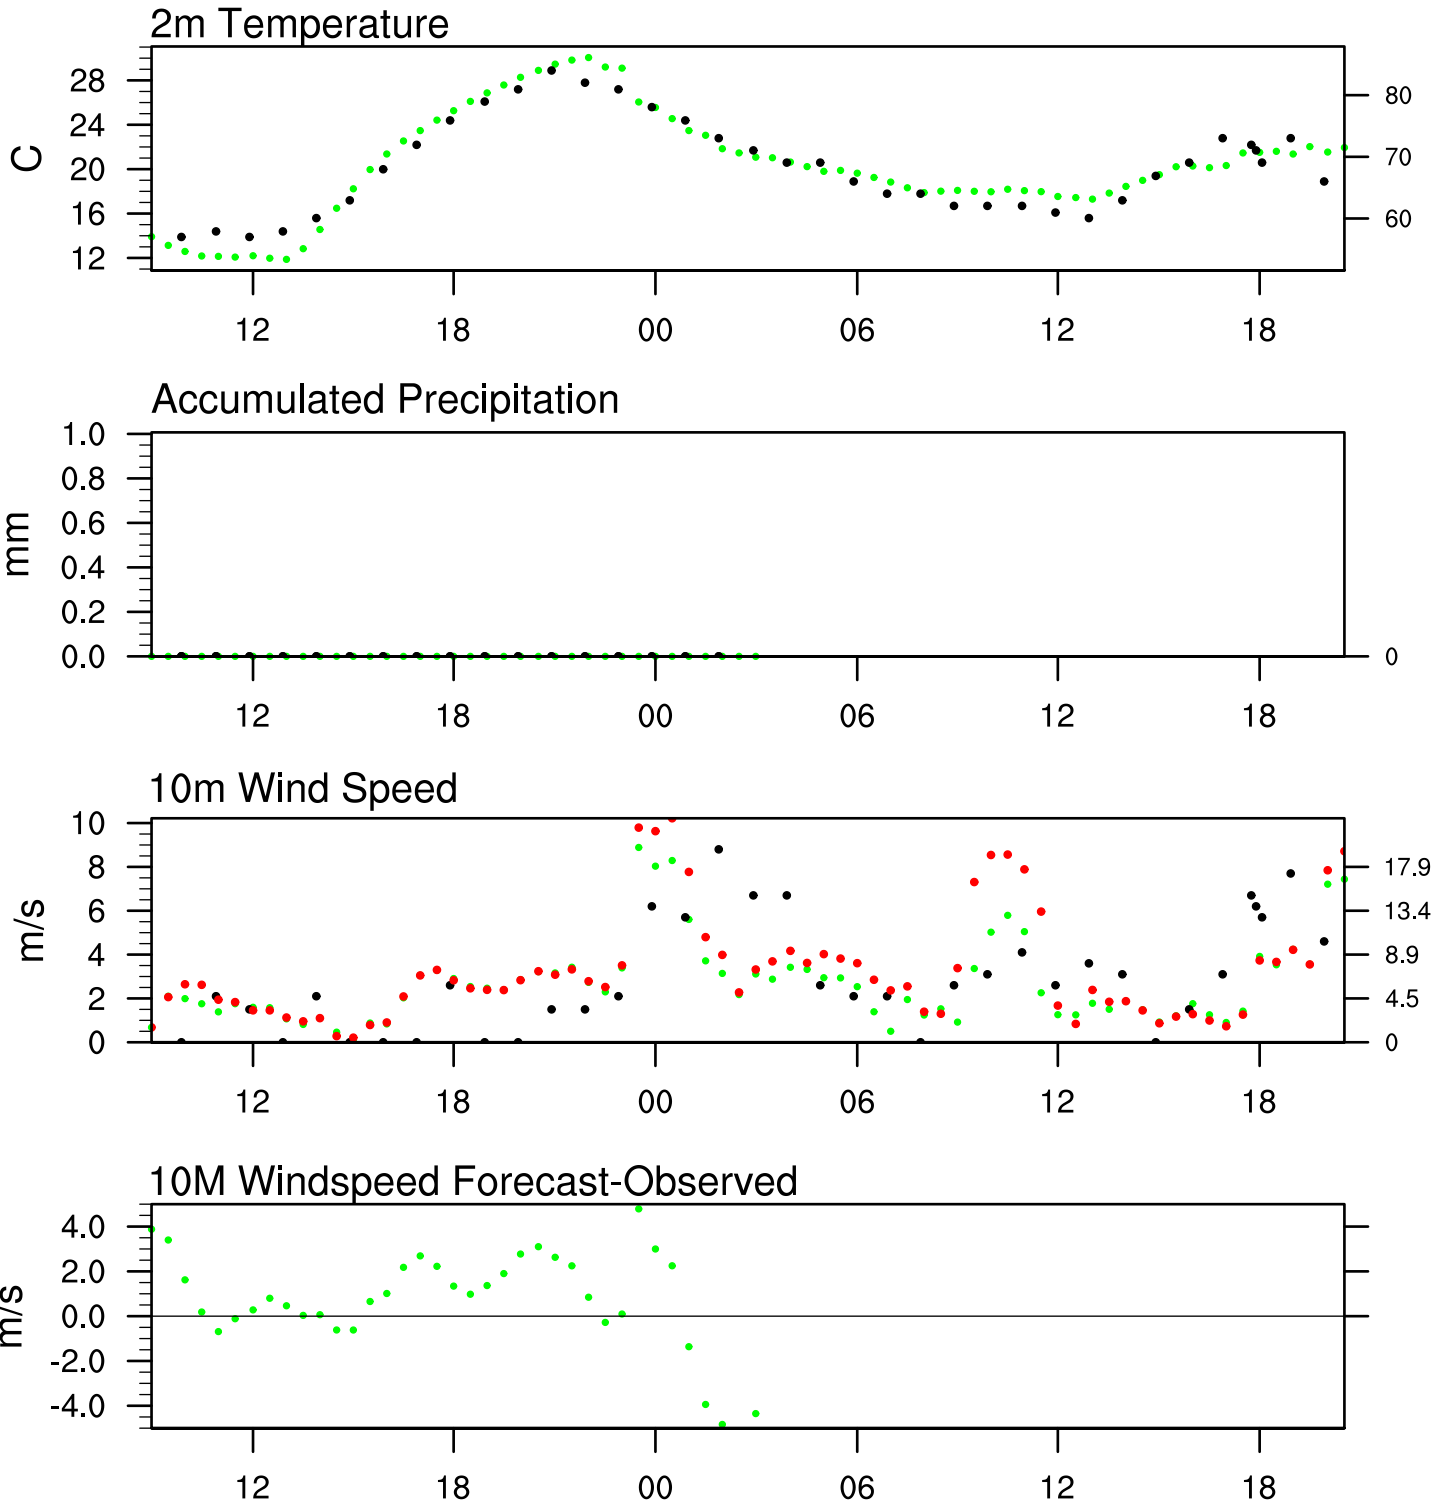 2m Temperature
28
24
20
16
12
C
80
70
60
12 18 00 06 12 18
Accumulated Precipitation
1.0
0.8
0.6
0.4
0.2
0.0
mm
0
12 18 00 06 12 18
10m Wind Speed
10
8
6
4
2
0
m/s
17.9
13.4
8.9
4.5
0
12 18 00 06 12 18
10M Windspeed Forecast-Observed
4.0
2.0
0.0
-2.0
-4.0
m/s
12 18 00 06 12 18